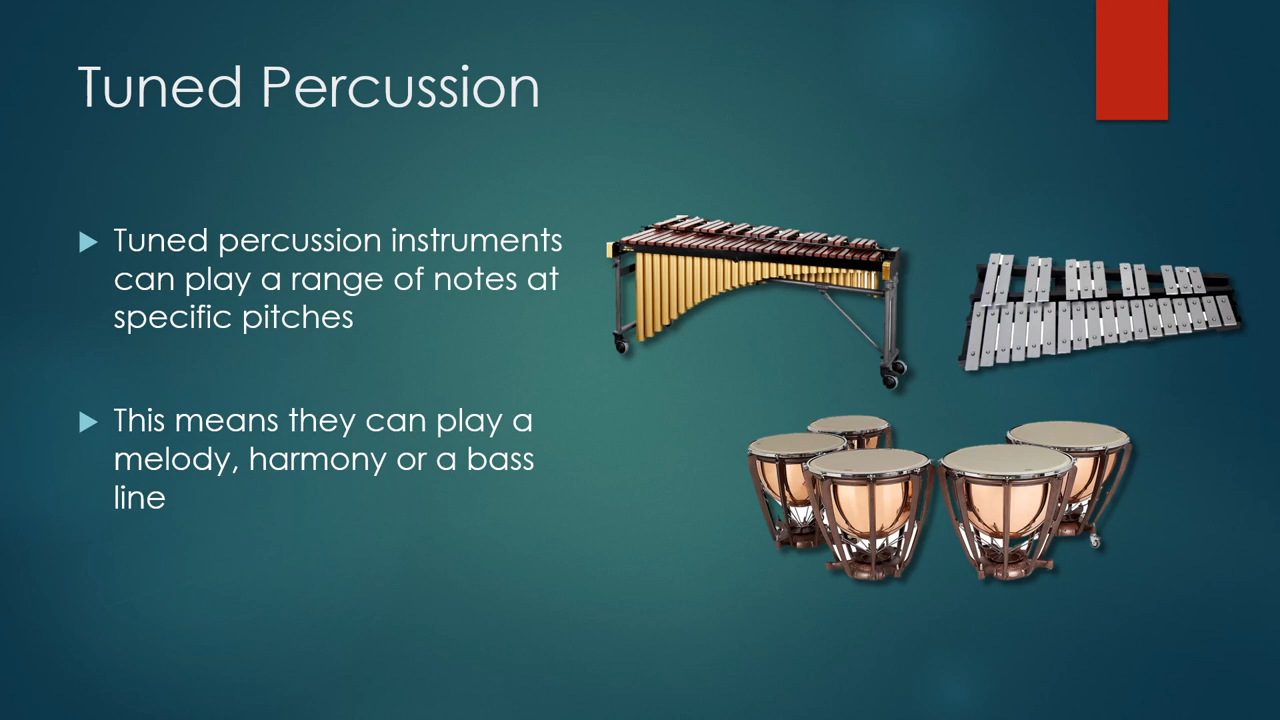 Tuned Percussion
Tuned percussion instruments
can play a range of notes at
specific pitches
This means they can play a
melody, harmony or a bass
line